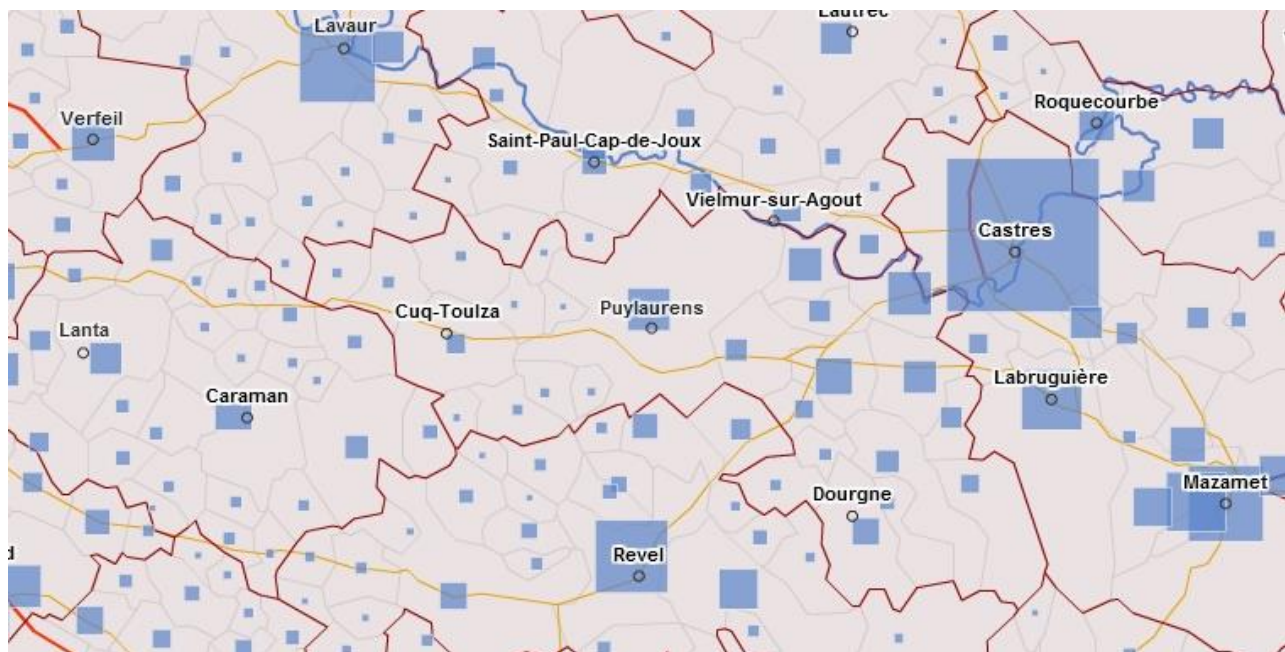 Lautrec
Lavaur
Roquecourbe
Verfeil
Saint-Paul-Cap-de-Joux
Vielmur-sur-Agout
Castres
Puylaurens
Cuq-Toulza
Lanta
Labruguière
Caraman
Mazamet
Dourgne
Revel
d